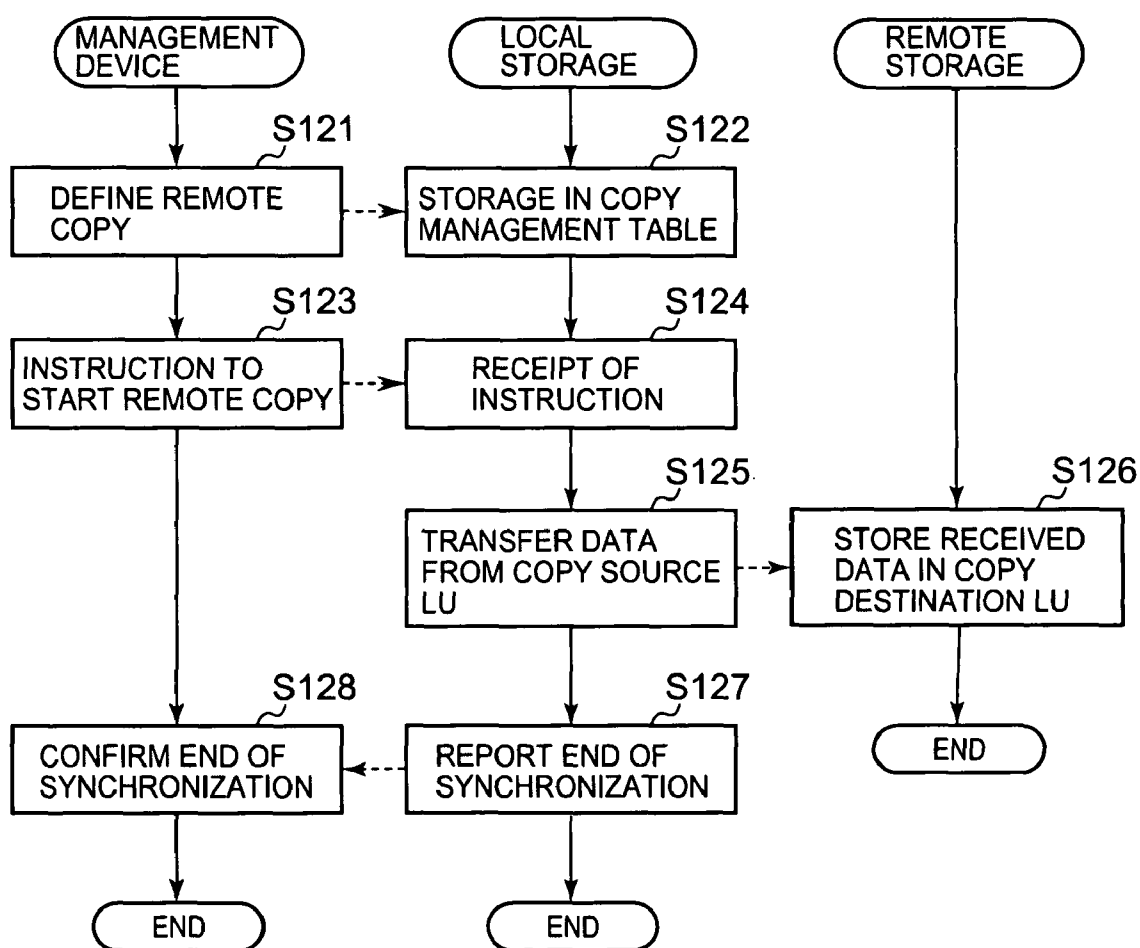 MANAGEMENT
DEVICE
LOCAL
STORAGE
REMOTE
STORAGE
S121
DEFINE REMOTE
COPY
S122
STORAGE IN COPY
MANAGEMENT TABLE
S123
INSTRUCTION TO
START REMOTE COPY
S124
RECEIPT OF
INSTRUCTION
S125
TRANSFER DATA
FROM COPY SOURCE
LU
S126
STORE RECEIVED
DATA IN COPY
DESTINATION LU
S128
CONFIRM END OF
SYNCHRONIZATION
S127
REPORT END OF
SYNCHRONIZATION
END
END
END